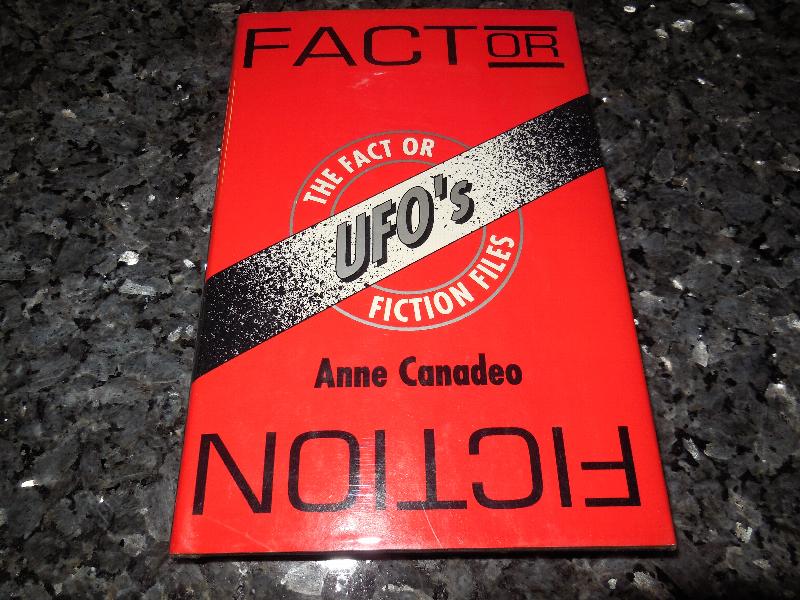 FACT OR
THE FACT OR
UFO's
FICTION FILES
Anne Canadeo
FICTION